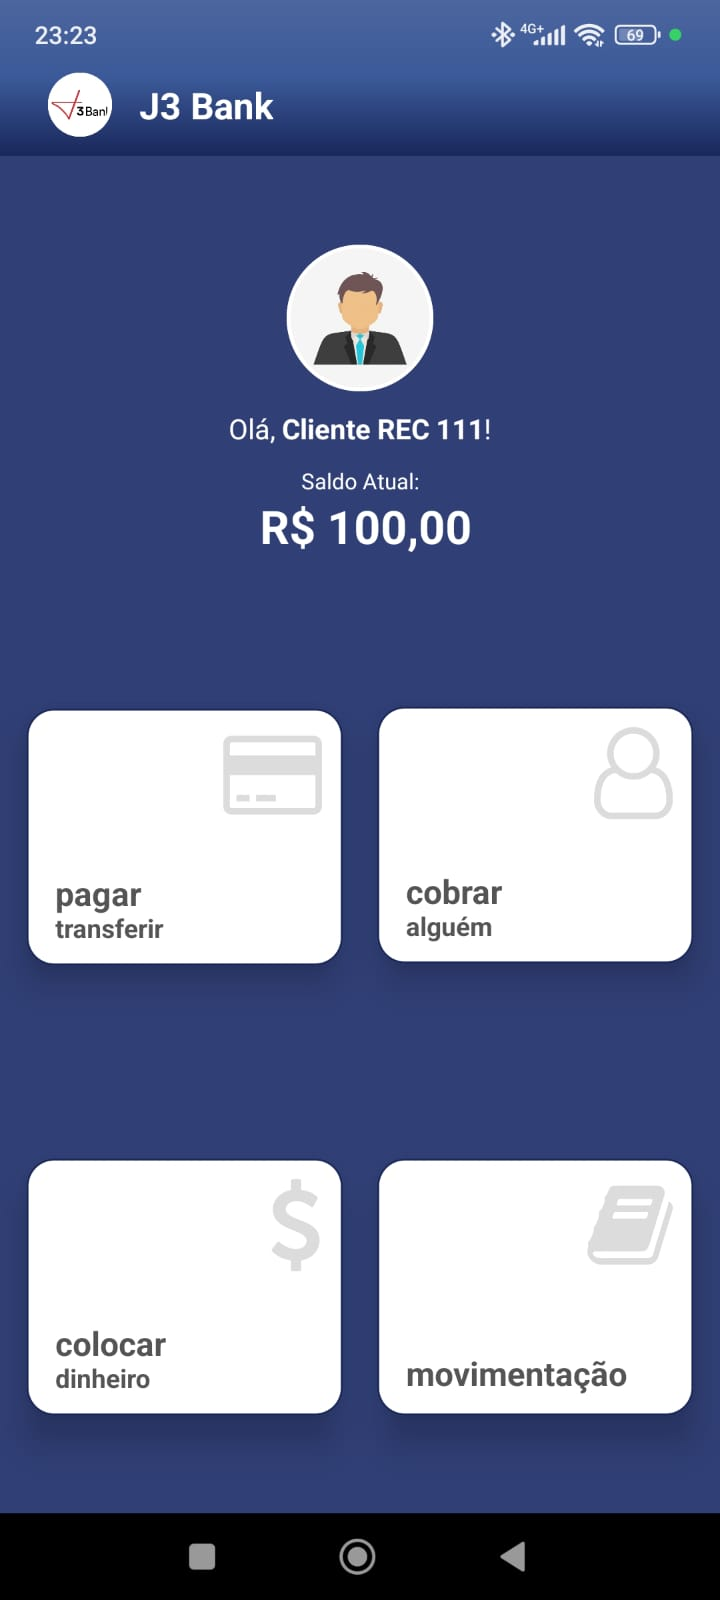 23:23
4G+
69
3Ban
J3 Bank
Olá, Cliente REC 111!
Saldo Atual:
R$ 100,00
pagar
transferir
cobrar
alguém
colocar
dinheiro
movimentação